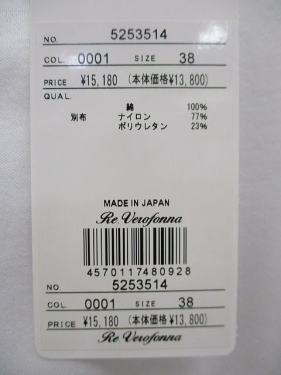 NO. 5253514
COL. 0001 SIZE 38
PRICE ¥15,180 (本体価格¥13,800)
QUAL.
綿 100%
別布 ナイロン 77%
ポリウレタン 23%
MADE IN JAPAN
Re.Verofonna
4570117480928
NO. 5253514
COL. 0001 SIZE 38
PRICE ¥15,180 (本体価格¥13,800)
Re.Verofonna